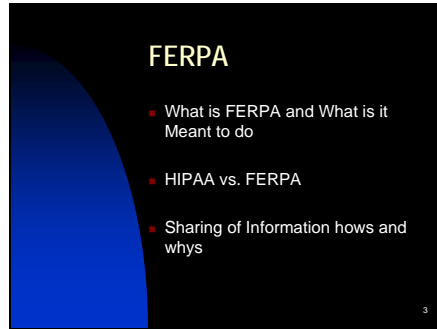 FERPA
What is FERPA and What is it
Meant to do
HIPAA vs. FERPA
Sharing of Information hows and
whys
3